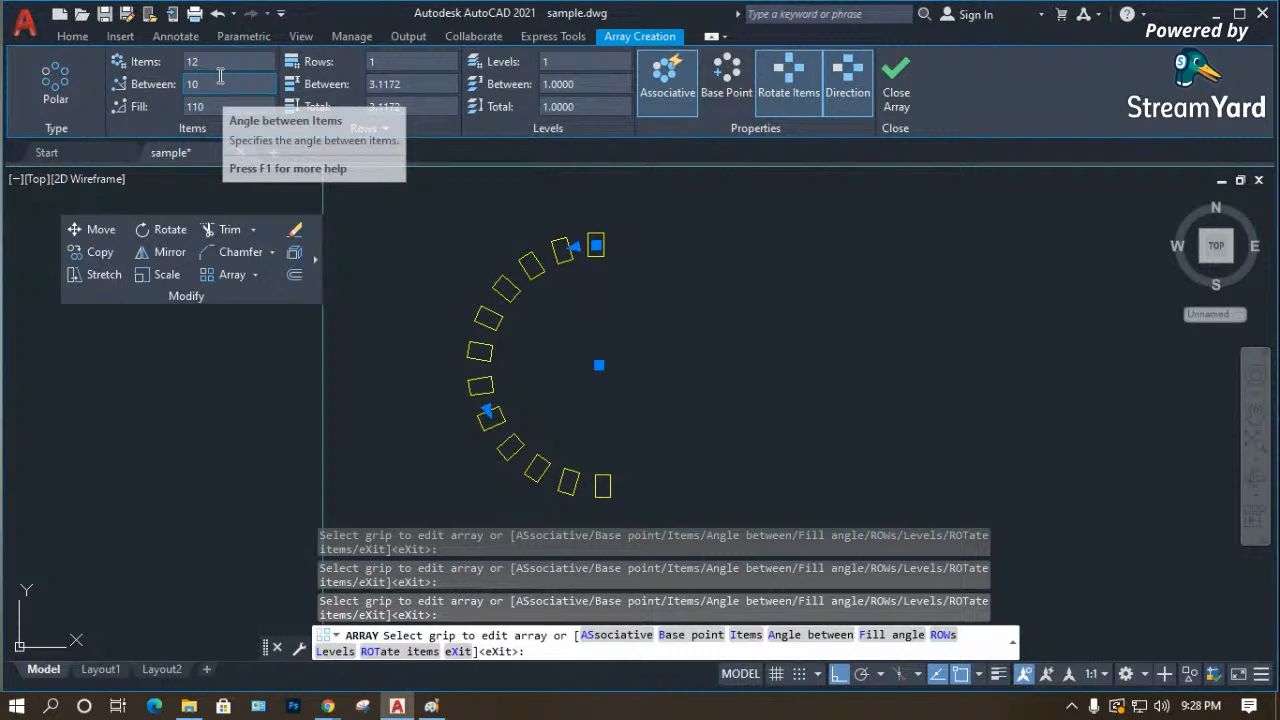 Autodesk AutoCAD 2021 sample.dwg
Type a keyword or phrase
Sign In
Powered by
StreamYard
Home Insert Annotate Parametric View Manage Output Collaborate Express Tools Array Creation
Polar
Type
Items: 12
Between: 10
Fill: 110
Items
Rows: 1
Between: 3.1172
Total: 3.1172
Rows
Levels: 1
Between: 1.0000
Total: 1.0000
Levels
Associative
Base Point
Rotate Items
Direction
Properties
Close
Array
Close
Angle between Items
Specifies the angle between items.
Press F1 for more help
Start sample*
[−][Top][2D Wireframe]
Move Rotate Trim
Copy Mirror Chamfer
Stretch Scale Array
Modify
N
W TOP E
S
Unnamed...
Select grip to edit array or [ASsociative/Base point/Items/Angle between/Fill angle/ROWs/Levels/ROTate
items/eXit]<eXit>:
Select grip to edit array or [ASsociative/Base point/Items/Angle between/Fill angle/ROWs/Levels/ROTate
items/eXit]<eXit>:
Select grip to edit array or [ASsociative/Base point/Items/Angle between/Fill angle/ROWs/Levels/ROTate
items/eXit]<eXit>:
ARRAY Select grip to edit array or [ASsociative Base point Items Angle between Fill angle ROWs
Levels ROTate items eXit]<eXit>:
Y
X
Model Layout1 Layout2 +
MODEL
1:1
9:28 PM